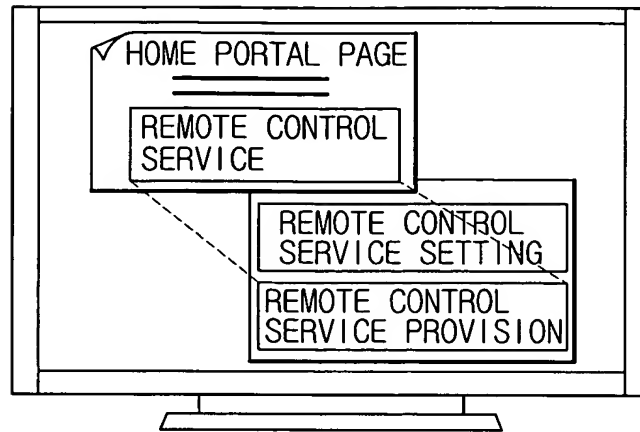 HOME PORTAL PAGE
REMOTE CONTROL
SERVICE
REMOTE CONTROL
SERVICE SETTING
REMOTE CONTROL
SERVICE PROVISION